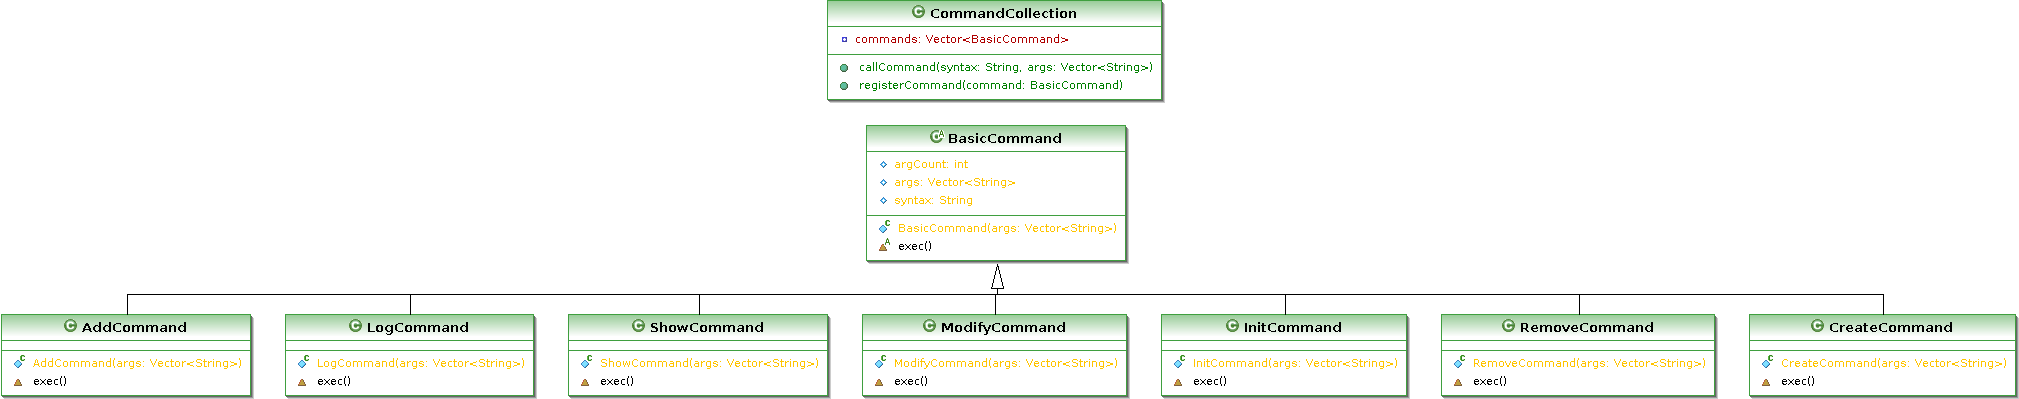 CommandCollection
commands: Vector<BasicCommand>
callCommand(syntax: String, args: Vector<String>)
registerCommand(command: BasicCommand)
BasicCommand
argCount: int
args: Vector<String>
syntax: String
BasicCommand(args: Vector<String>)
exec()
AddCommand
AddCommand(args: Vector<String>)
exec()
LogCommand
LogCommand(args: Vector<String>)
exec()
ShowCommand
ShowCommand(args: Vector<String>)
exec()
ModifyCommand
ModifyCommand(args: Vector<String>)
exec()
InitCommand
InitCommand(args: Vector<String>)
exec()
RemoveCommand
RemoveCommand(args: Vector<String>)
exec()
CreateCommand
CreateCommand(args: Vector<String>)
exec()